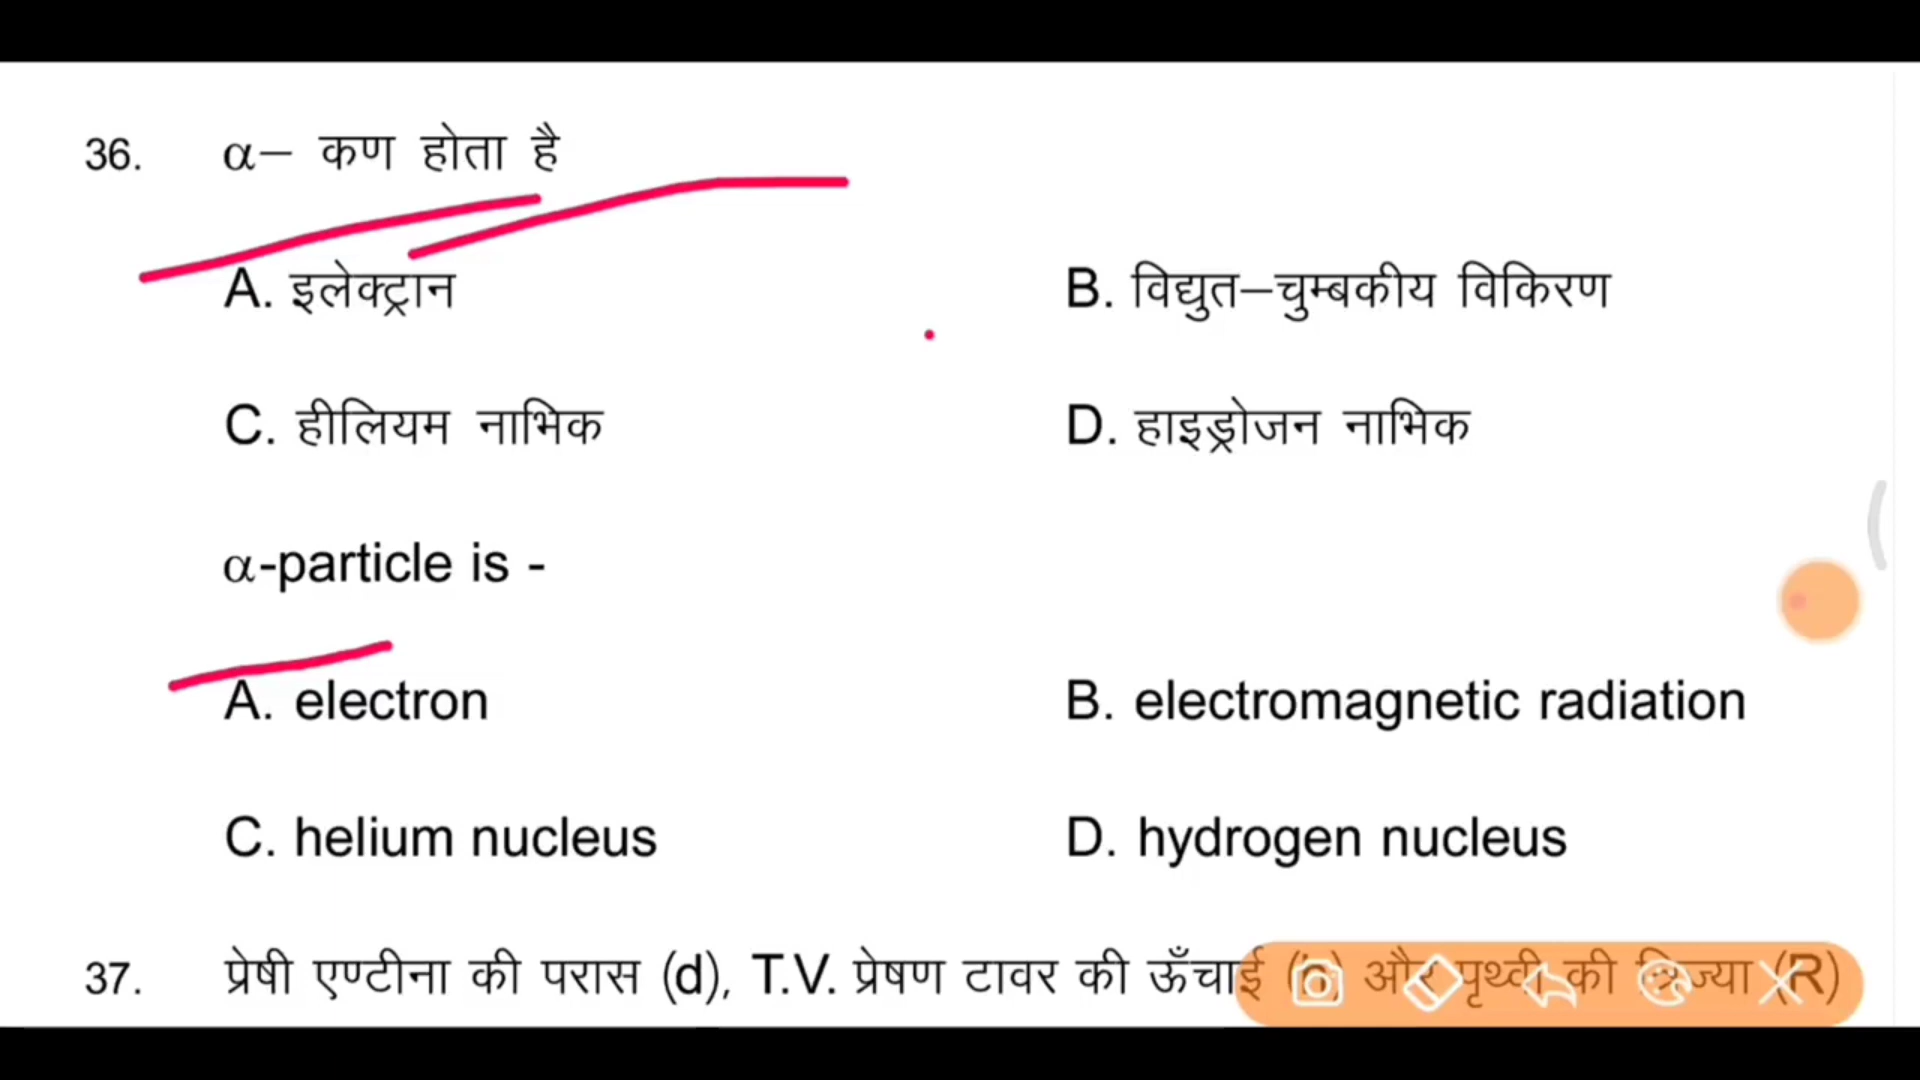 36. α– कण होता है
A. इलेक्ट्रान B. विद्युत–चुम्बकीय विकिरण
C. हीलियम नाभिक D. हाइड्रोजन नाभिक
α-particle is -
A. electron B. electromagnetic radiation
C. helium nucleus D. hydrogen nucleus
37. प्रेषी एण्टीना की परास (d), T.V. प्रेषण टावर की ऊँचाई (h) और पृथ्वी की त्रिज्या (R)